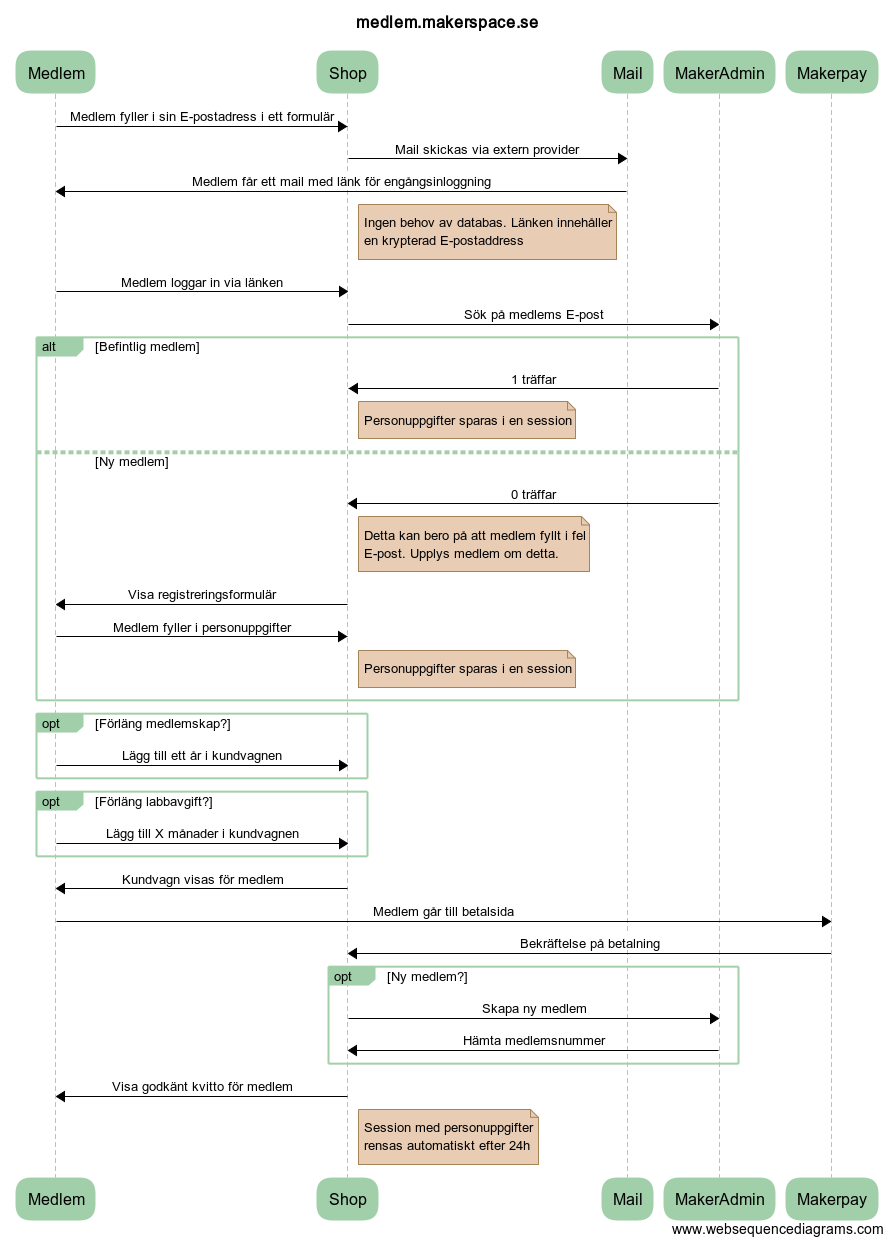 medlem.makerspace.se
Medlem
Shop
Mail
MakerAdmin
Makerpay
Medlem fyller i sin E-postadress i ett formulär
Mail skickas via extern provider
Medlem får ett mail med länk för engångsinloggning
Ingen behov av databas. Länken innehåller
en krypterad E-postaddress
Medlem loggar in via länken
Sök på medlems E-post
alt
[Befintlig medlem]
1 träffar
Personuppgifter sparas i en session
[Ny medlem]
0 träffar
Detta kan bero på att medlem fyllt i fel
E-post. Upplys medlem om detta.
Visa registreringsformulär
Medlem fyller i personuppgifter
Personuppgifter sparas i en session
opt
[Förläng medlemskap?]
Lägg till ett år i kundvagnen
opt
[Förläng labbavgift?]
Lägg till X månader i kundvagnen
Kundvagn visas för medlem
Medlem går till betalsida
Bekräftelse på betalning
opt
[Ny medlem?]
Skapa ny medlem
Hämta medlemsnummer
Visa godkänt kvitto för medlem
Session med personuppgifter
rensas automatiskt efter 24h
Medlem
Shop
Mail
MakerAdmin
Makerpay
www.websequencediagrams.com